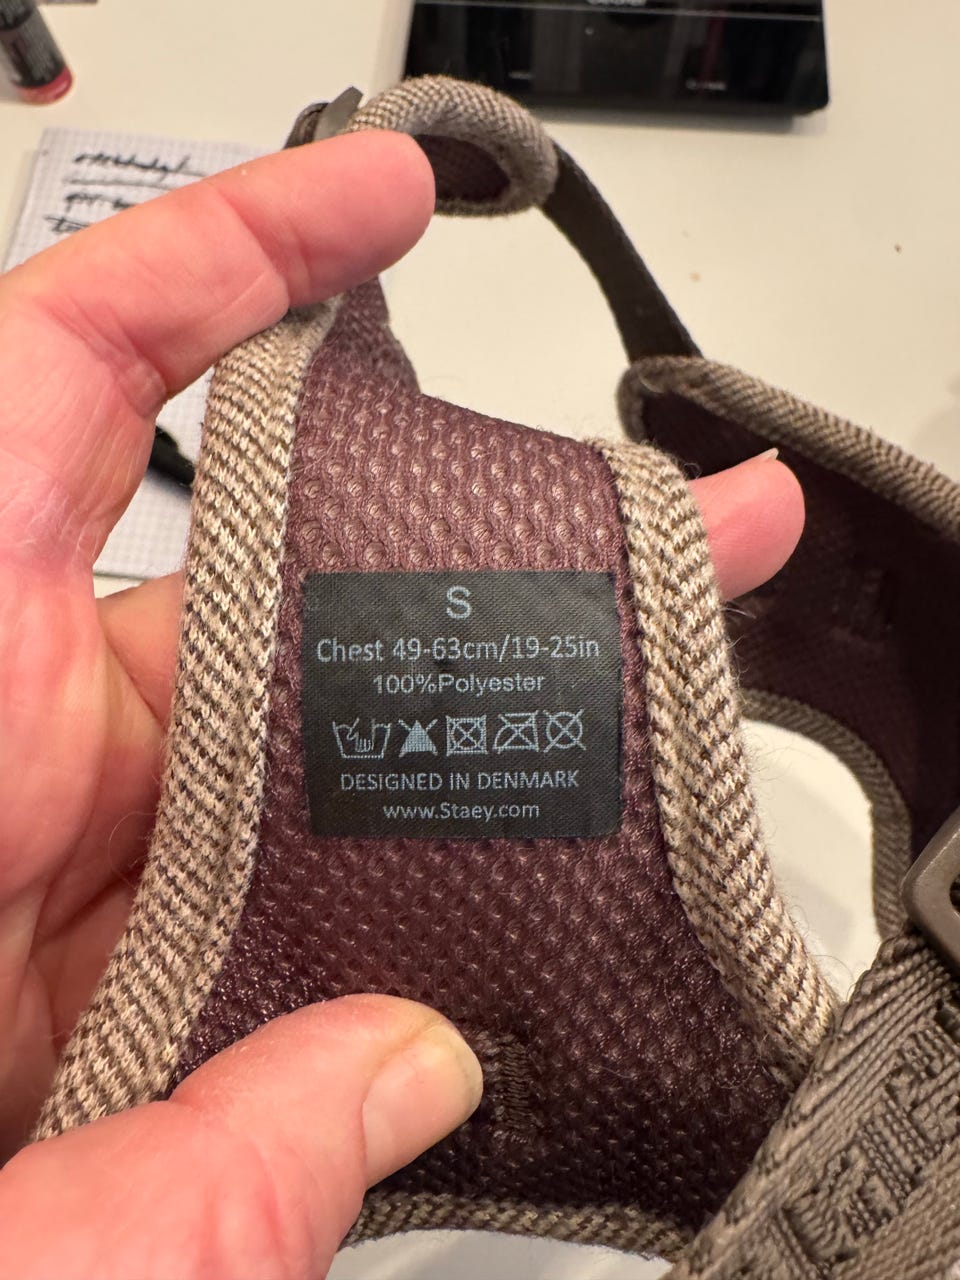 S
Chest 49-63cm/19-25in
100%Polyester
DESIGNED IN DENMARK
www.Staey.com